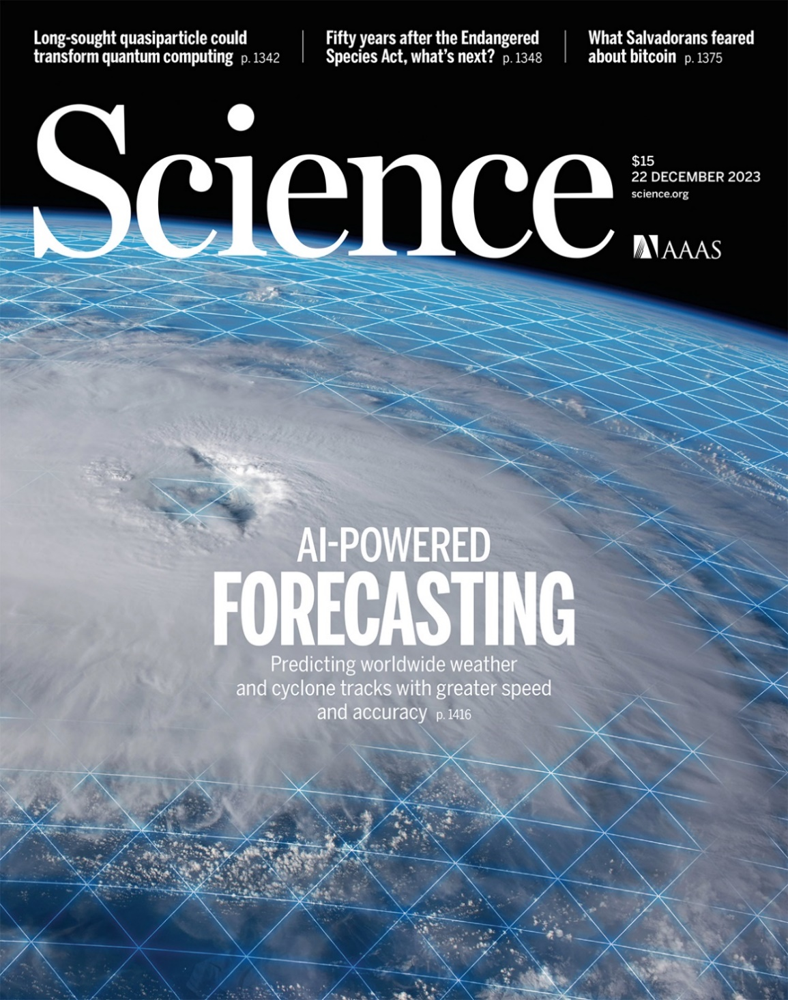 Long-sought quasiparticle could
transform quantum computing p. 1342
Fifty years after the Endangered
Species Act, what's next? p. 1348
What Salvadorans feared
about bitcoin p. 1375
Science
$15
22 DECEMBER 2023
science.org
AAAS
AI-POWERED
FORECASTING
Predicting worldwide weather
and cyclone tracks with greater speed
and accuracy p. 1416